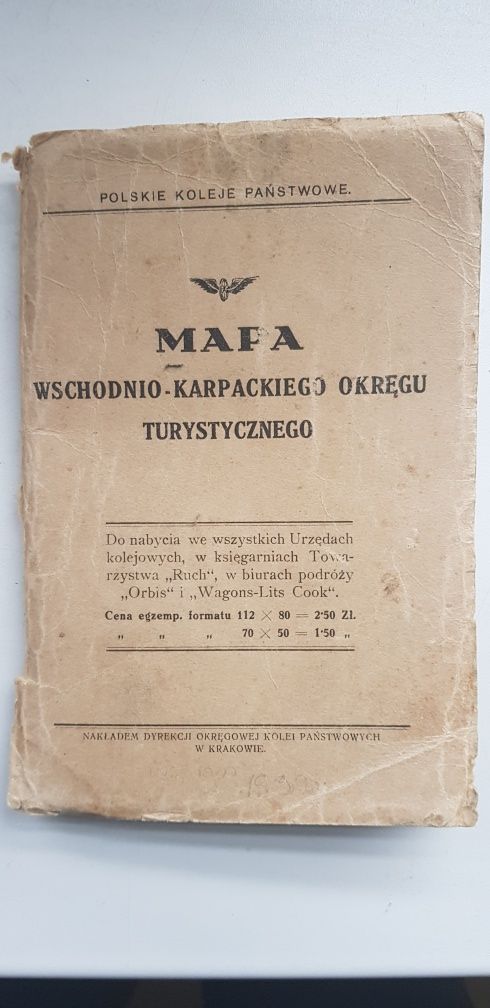 POLSKIE KOLEJE PAŃSTWOWE.
MAPA
WSCHODNIO-KARPACKIEGO OKRĘGU
TURYSTYCZNEGO
Do nabycia we wszystkich Urzędach
kolejowych, w księgarniach Towa-
rzystwa „Ruch“, w biurach podróży
„Orbis“ i „Wagons-Lits Cook“.
Cena egzemp. formatu 112 × 80 = 2·50 Zł.
„ „ „ 70 × 50 = 1·50 „
NAKŁADEM DYREKCJI OKRĘGOWEJ KOLEI PAŃSTWOWYCH
W KRAKOWIE.